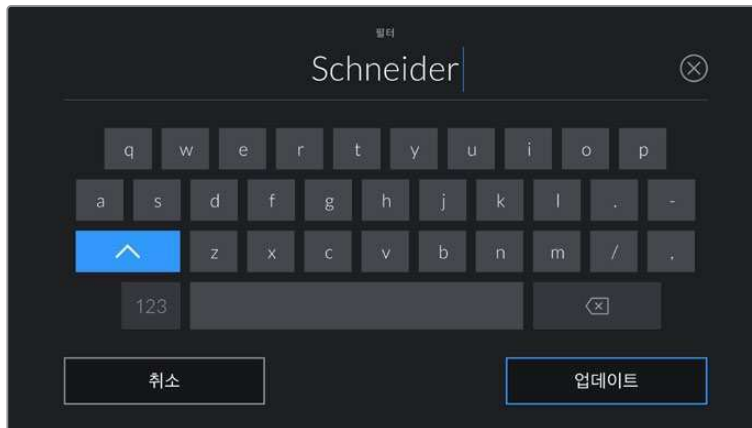 필터
Schneider
q w e r t y u i o p
a s d f g h j k l . -
z x c v b n m / ,
123
취소 업데이트